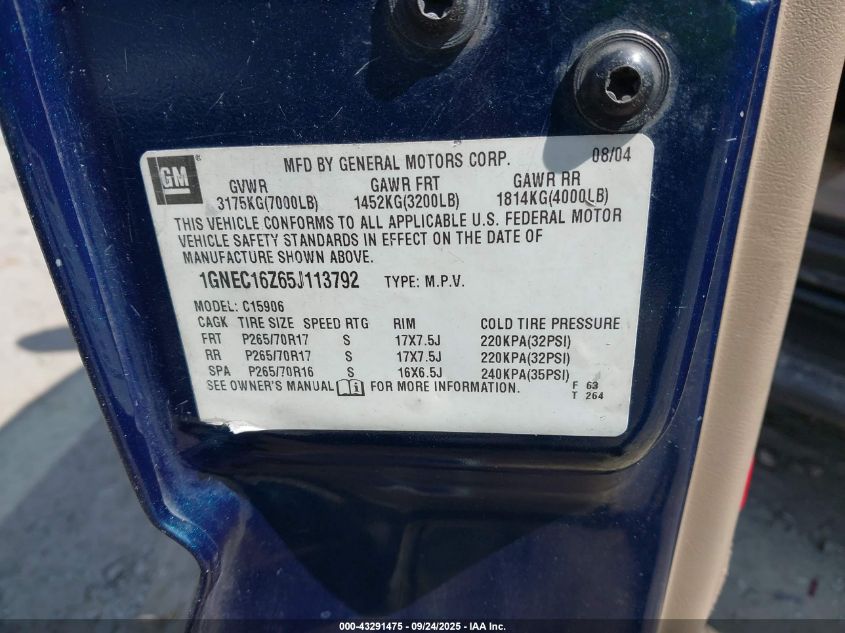 GM ® MFD BY GENERAL MOTORS CORP. 08/04
GVWR GAWR FRT GAWR RR
3175KG(7000LB) 1452KG(3200LB) 1814KG(4000LB)
THIS VEHICLE CONFORMS TO ALL APPLICABLE U.S. FEDERAL MOTOR
VEHICLE SAFETY STANDARDS IN EFFECT ON THE DATE OF
MANUFACTURE SHOWN ABOVE.
1GNEC16Z65J113792 TYPE: M.P.V.
MODEL: C15906
CAGK TIRE SIZE SPEED RTG RIM COLD TIRE PRESSURE
FRT P265/70R17 S 17X7.5J 220KPA(32PSI)
RR P265/70R17 S 17X7.5J 220KPA(32PSI)
SPA P265/70R16 S 16X6.5J 240KPA(35PSI)
SEE OWNER'S MANUAL FOR MORE INFORMATION. F 63
T 264
000-43291475 - 09/24/2025 - IAA Inc.